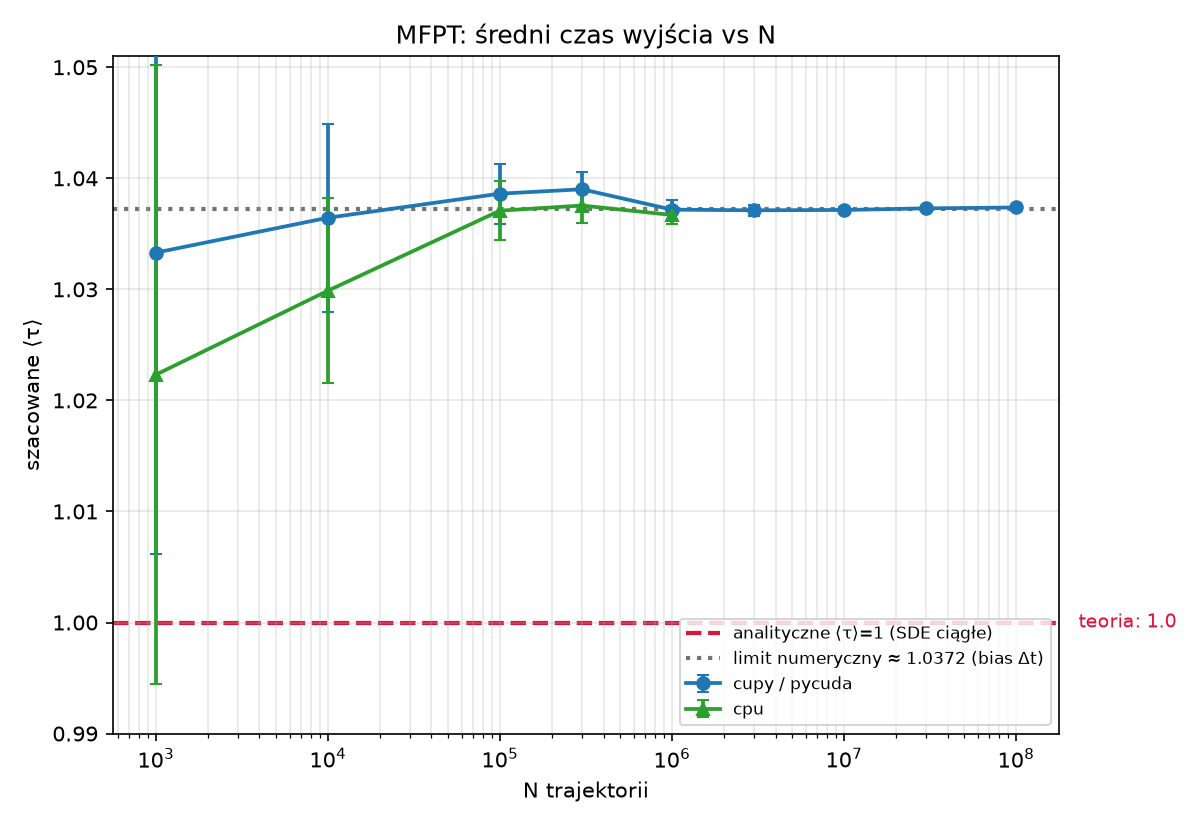 MFPT: średni czas wyjścia vs N
szacowane ⟨τ⟩
1.05
1.04
1.03
1.02
1.01
1.00
0.99
teoria: 1.0
analityczne ⟨τ⟩=1 (SDE ciągłe)
limit numeryczny ≈ 1.0372 (bias Δt)
cupy / pycuda
cpu
10³ 10⁴ 10⁵ 10⁶ 10⁷ 10⁸
N trajektorii